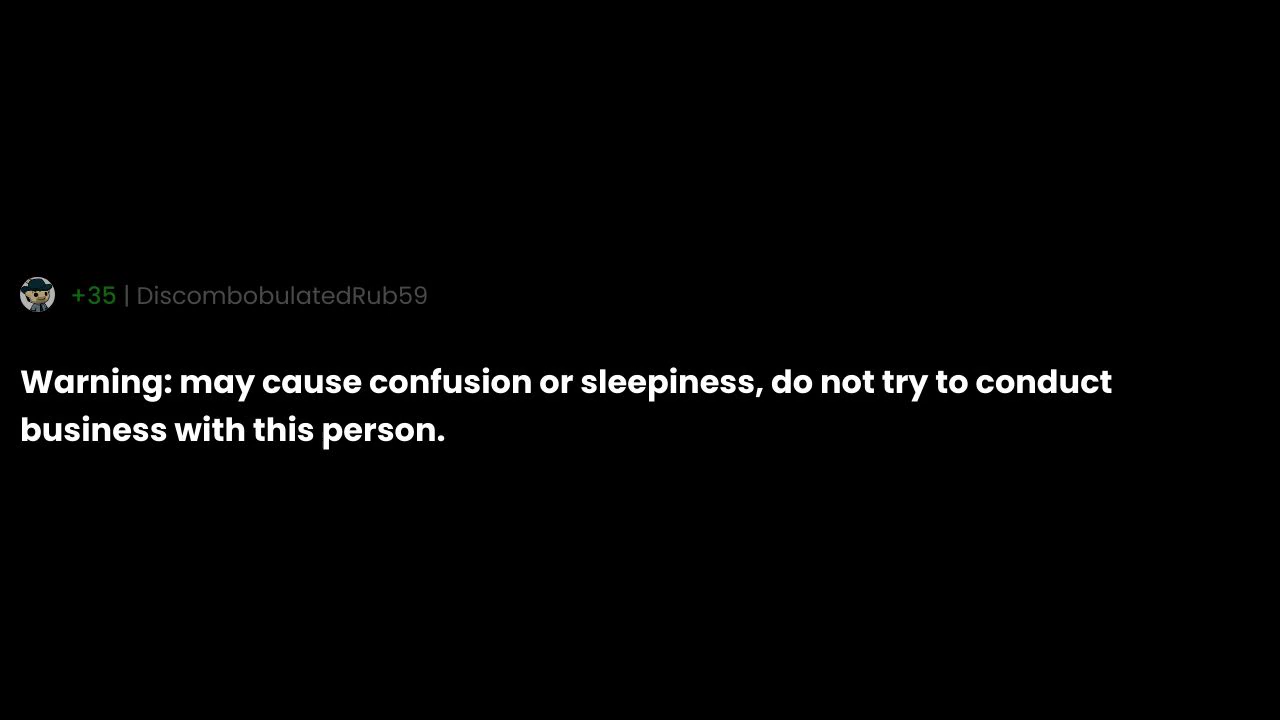 +35 | DiscombobulatedRub59
Warning: may cause confusion or sleepiness, do not try to conduct
business with this person.